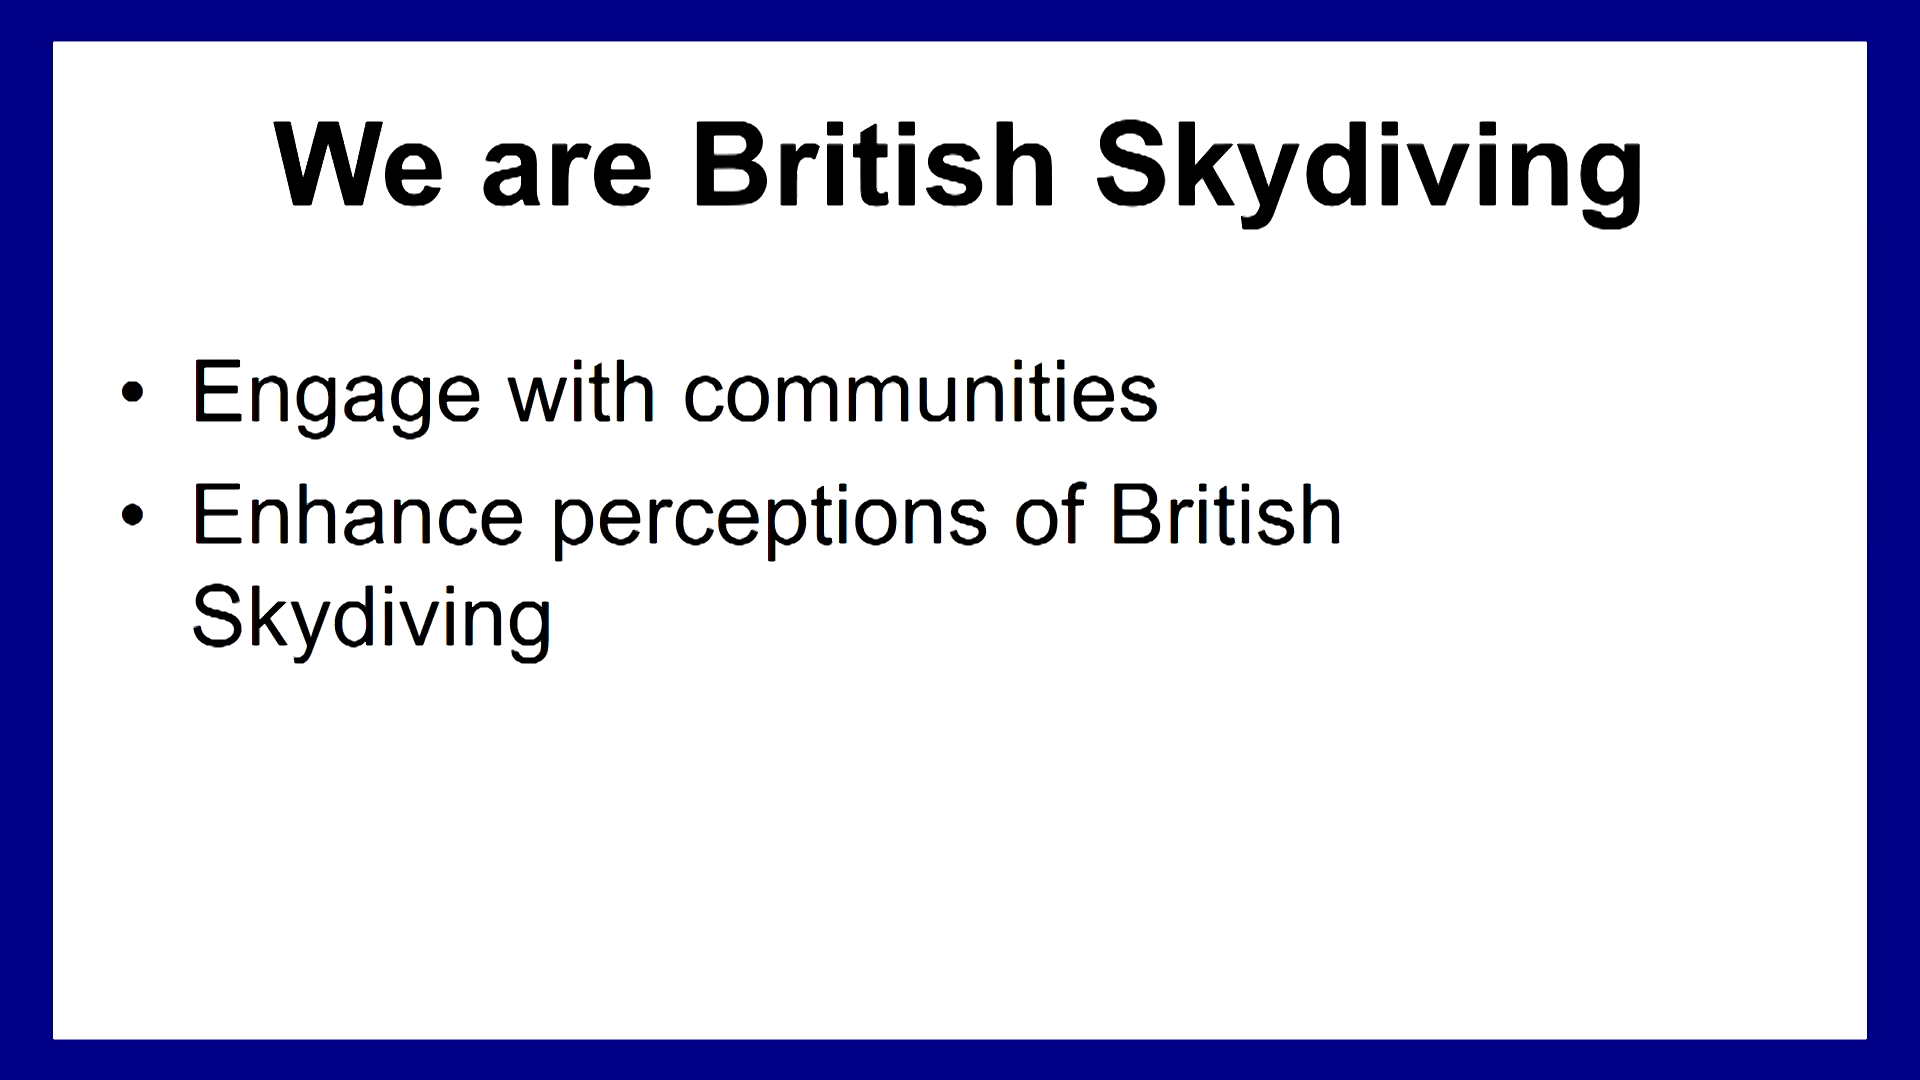 We are British Skydiving
• Engage with communities
• Enhance perceptions of British
Skydiving